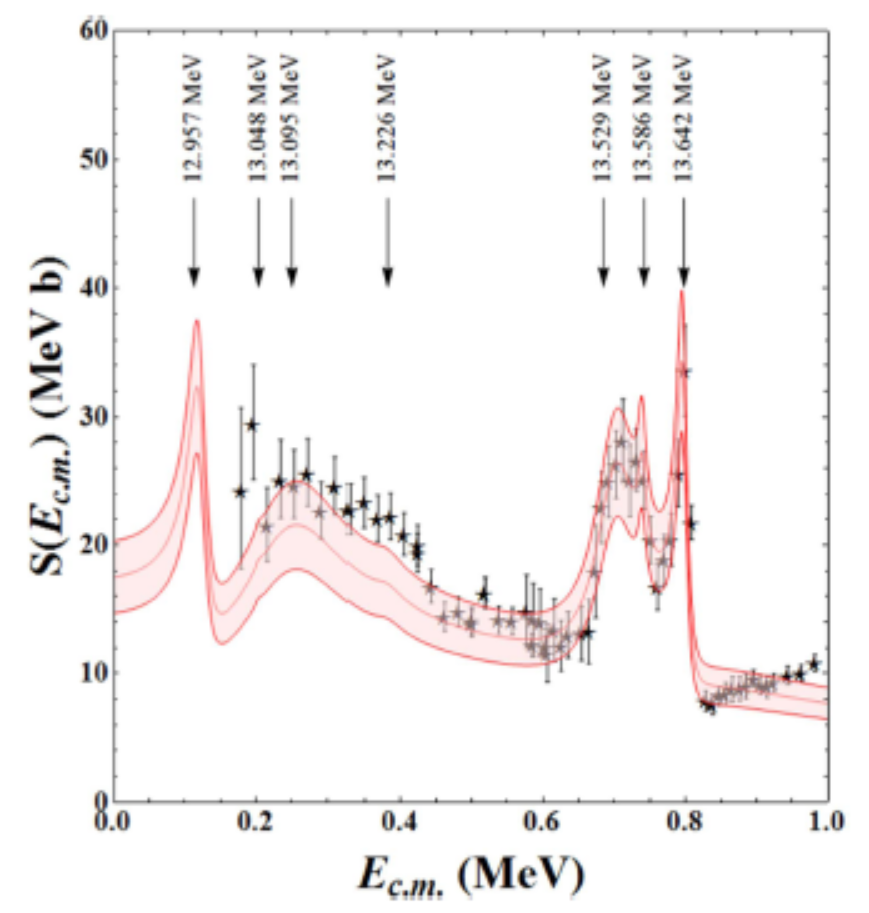 12.957 MeV
13.048 MeV
13.095 MeV
13.226 MeV
13.529 MeV
13.586 MeV
13.642 MeV
S(E_{c.m.}) (MeV b)
60
50
40
30
20
10
0
0.0 0.2 0.4 0.6 0.8 1.0
E_{c.m.} (MeV)